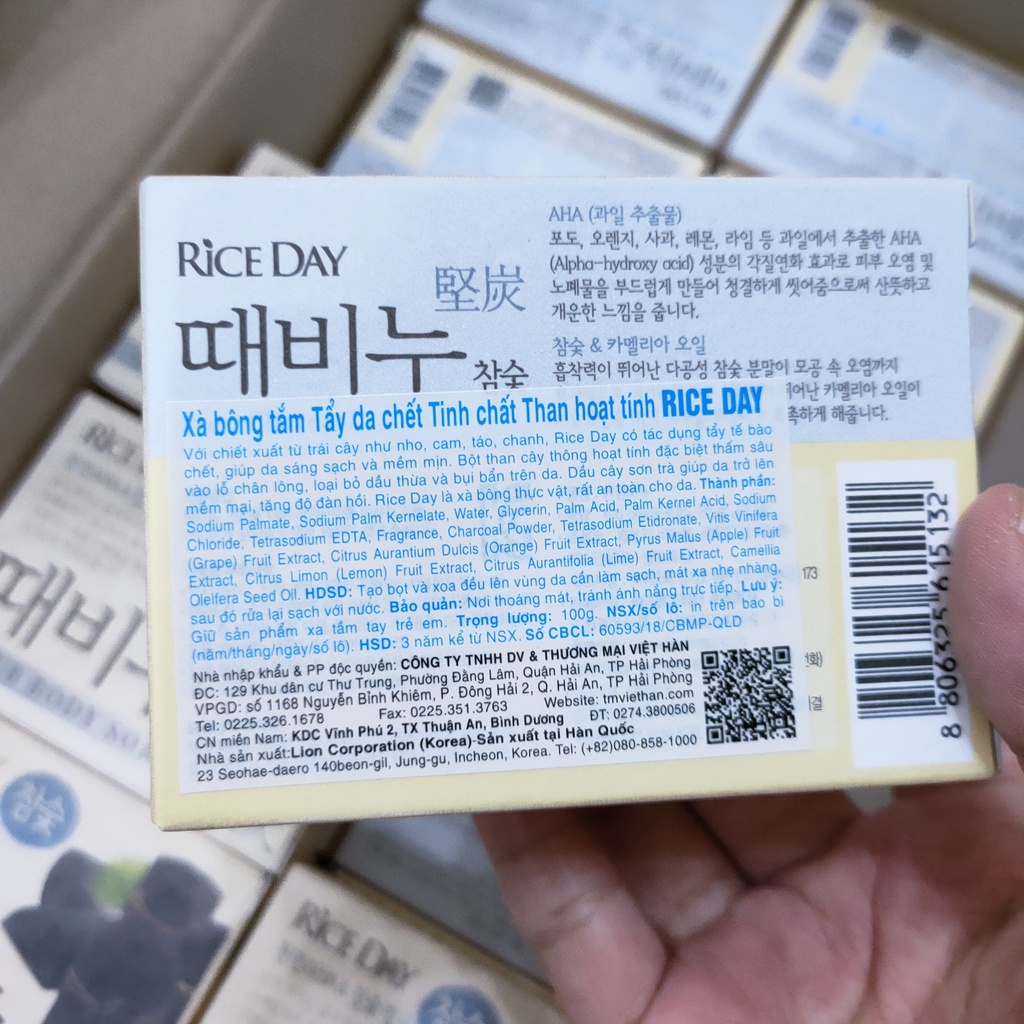 RiCE DAY
堅炭
때비누 참숯
AHA (과일 추출물)
포도, 오렌지, 사과, 레몬, 라임 등 과일에서 추출한 AHA
(Alpha-hydroxy acid) 성분의 각질연화 효과로 피부 오염 및
노폐물을 부드럽게 만들어 청결하게 씻어줌으로써 산뜻하고
개운한 느낌을 줍니다.
참숯 & 카멜리아 오일
흡착력이 뛰어난 다공성 참숯 분말이 모공 속 오염까지
어난 카멜리아 오일이
촉하게 해줍니다.
Xà bông tắm Tẩy da chết Tinh chất Than hoạt tính RICE DAY
Với chiết xuất từ trái cây như nho, cam, táo, chanh, Rice Day có tác dụng tẩy tế bào
chết, giúp da sáng sạch và mềm mịn. Bột than cây thông hoạt tính đặc biệt thấm sâu
vào lỗ chân lông, loại bỏ dầu thừa và bụi bẩn trên da. Dầu cây sơn trà giúp da trở lên
mềm mại, tăng độ đàn hồi. Rice Day là xà bông thực vật, rất an toàn cho da. Thành phần:
Sodium Palmate, Sodium Palm Kernelate, Water, Glycerin, Palm Acid, Palm Kernel Acid, Sodium
Chloride, Tetrasodium EDTA, Fragrance, Charcoal Powder, Tetrasodium Etidronate, Vitis Vinifera
(Grape) Fruit Extract, Citrus Aurantium Dulcis (Orange) Fruit Extract, Pyrus Malus (Apple) Fruit
Extract, Citrus Limon (Lemon) Fruit Extract, Citrus Aurantifolia (Lime) Fruit Extract, Camellia
Oleifera Seed Oil. HDSD: Tạo bọt và xoa đều lên vùng da cần làm sạch, mát xa nhẹ nhàng,
sau đó rửa lại sạch với nước. Bảo quản: Nơi thoáng mát, tránh ánh nắng trực tiếp. Lưu ý:
Giữ sản phẩm xa tầm tay trẻ em. Trọng lượng: 100g. NSX/số lô: in trên bao bì
(năm/tháng/ngày/số lô). HSD: 3 năm kể từ NSX. Số CBCL: 60593/18/CBMP-QLD
Nhà nhập khẩu & PP độc quyền: CÔNG TY TNHH DV & THƯƠNG MẠI VIỆT HÀN
ĐC: 129 Khu dân cư Thư Trung, Phường Đằng Lâm, Quận Hải An, TP Hải Phòng
VPGD: số 1168 Nguyễn Bỉnh Khiêm, P. Đông Hải 2, Q. Hải An, TP Hải Phòng
Tel: 0225.326.1678 Fax: 0225.351.3763 Website: tmviethan.com
CN miền Nam: KDC Vĩnh Phú 2, TX Thuận An, Bình Dương ĐT: 0274.3800506
Nhà sản xuất:Lion Corporation (Korea)-Sản xuất tại Hàn Quốc
23 Seohae-daero 140beon-gil, Jung-gu, Incheon, Korea. Tel: (+82)080-858-1000
173
8 806325 615132
때비
참숯
RiCE DAY